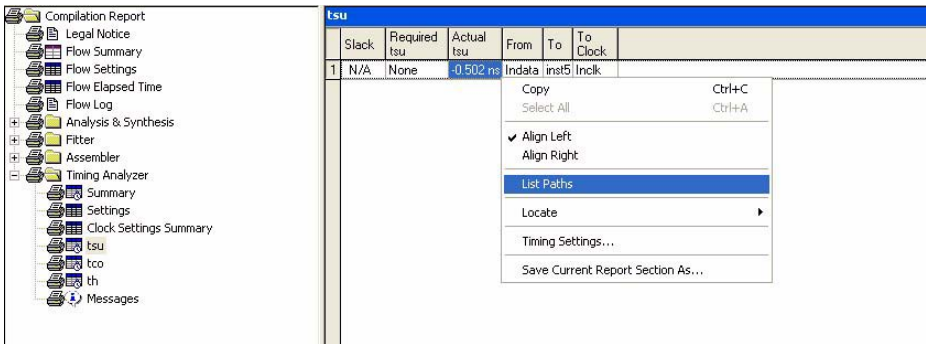 Compilation Report
Legal Notice
Flow Summary
Flow Settings
Flow Elapsed Time
Flow Log
Analysis & Synthesis
Fitter
Assembler
Timing Analyzer
Summary
Settings
Clock Settings Summary
tsu
tco
th
Messages
tsu
Slack Required tsu Actual tsu From To To Clock
1 N/A None -0.502 ns Indata inst5 Inclk
Copy Ctrl+C
Select All Ctrl+A
Align Left
Align Right
List Paths
Locate
Timing Settings...
Save Current Report Section As...